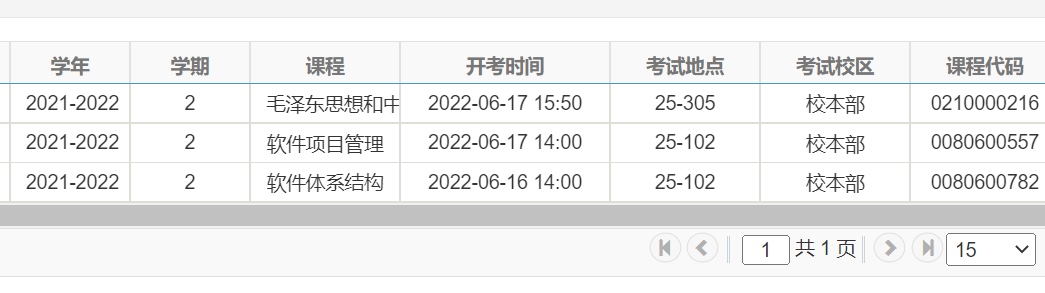 学年 学期 课程 开考时间 考试地点 考试校区 课程代码
2021-2022 2 毛泽东思想和中 2022-06-17 15:50 25-305 校本部 0210000216
2021-2022 2 软件项目管理 2022-06-17 14:00 25-102 校本部 0080600557
2021-2022 2 软件体系结构 2022-06-16 14:00 25-102 校本部 0080600782
1 共 1 页 15